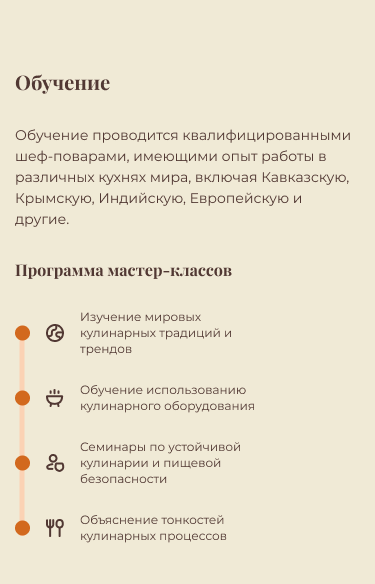 Обучение
Обучение проводится квалифицированными
шеф-поварами, имеющими опыт работы в
различных кухнях мира, включая Кавказскую,
Крымскую, Индийскую, Европейскую и
другие.
Программа мастер-классов
Изучение мировых
кулинарных традиций и
трендов
Обучение использованию
кулинарного оборудования
Семинары по устойчивой
кулинарии и пищевой
безопасности
Объяснение тонкостей
кулинарных процессов